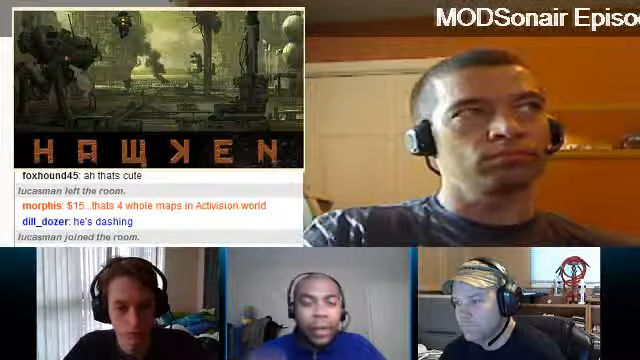 MODSonair Episo
HAWKEN
foxhound45: ah thats cute
lucasman left the room.
morphis: $15...thats 4 whole maps in Activision world
dill_dozer: he's dashing
lucasman joined the room.